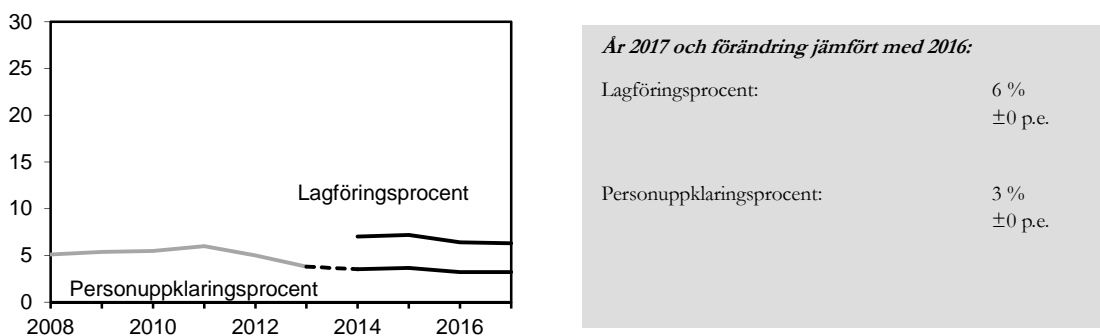 30
25
20
15
10
5
0
Lagföringsprocent
Personuppklaringsprocent
2008 2010 2012 2014 2016
År 2017 och förändring jämfört med 2016:
Lagföringsprocent: 6 %
±0 p.e.
Personuppklaringsprocent: 3 %
±0 p.e.